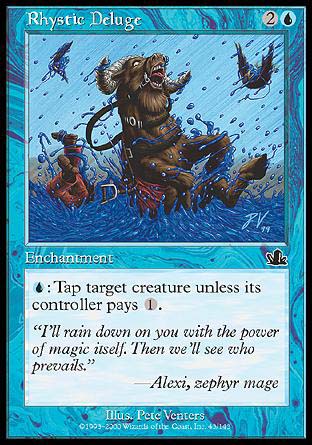 Rhystic Deluge 2
PV 99
Enchantment
: Tap target creature unless its
controller pays 1.
"I'll rain down on you with the power
of magic itself. Then we'll see who
prevails."
—Alexi, zephyr mage
Illus. Pete Venters
©1993-2000 Wizards of the Coast, Inc. 43/143